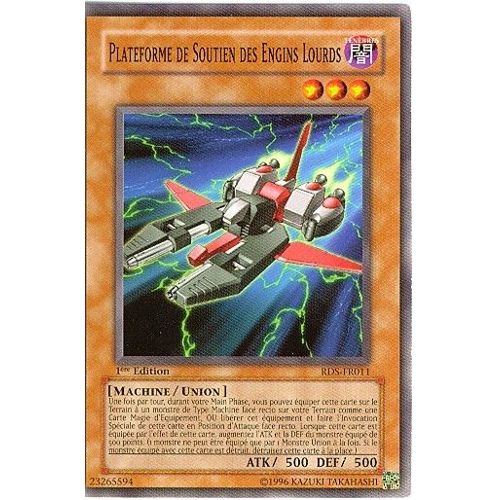 PLATEFORME DE SOUTIEN DES ENGINS LOURDS
TÉNÈBRES
闇
1ère Edition
RDS-FR011
[MACHINE / UNION]
Une fois par tour, durant votre Main Phase, vous pouvez équiper cette carte sur le
Terrain à un monstre de Type Machine face recto sur votre Terrain comme une
Carte Magie d'Equipement, OU libérer cet équipement et faire l'Invocation
Spéciale de cette carte en Position d'Attaque face recto. Lorsque cette carte est
équipée par l'effet de cette carte, augmentez l'ATK et la DEF du monstre équipé de
500 points. (1 monstre ne peut être équipé que par 1 Monstre Union à la fois. Si le
monstre équipé avec cette carte est détruit, détruisez cette carte à la place.)
ATK/ 500 DEF/ 500
23265594
©1996 KAZUKI TAKAHASHI